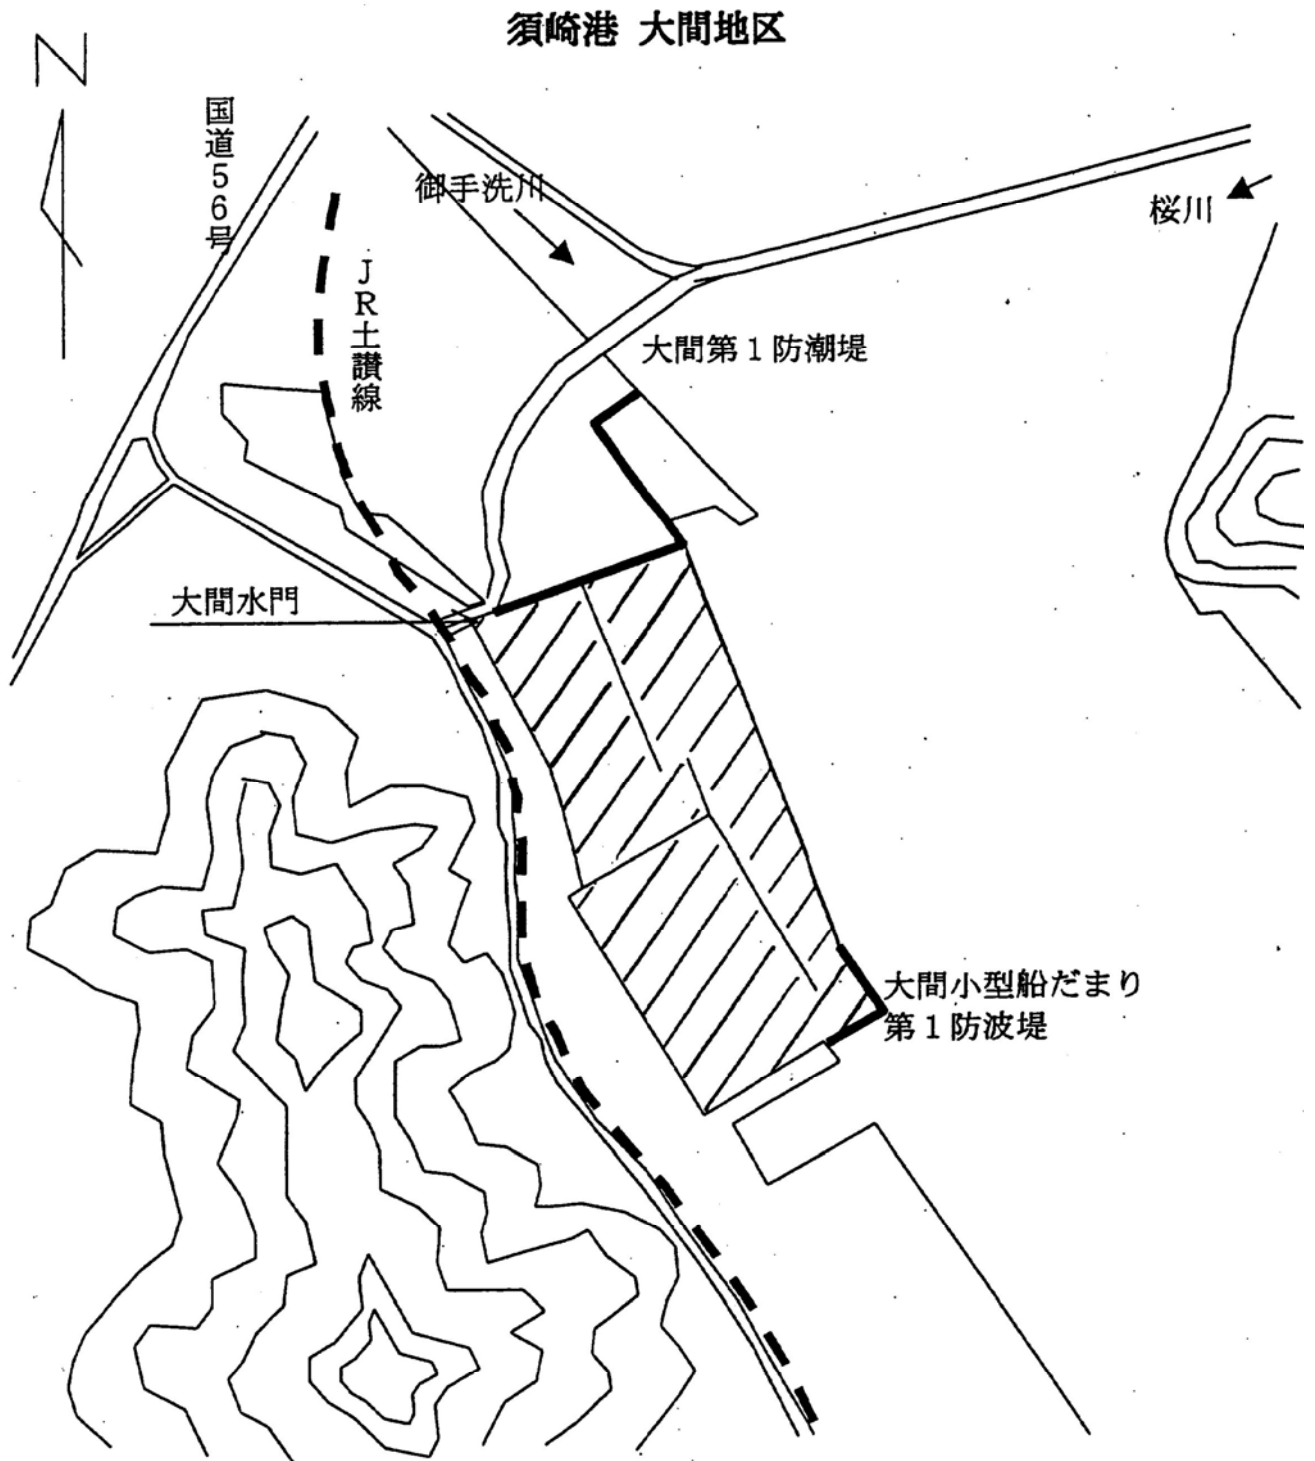 須崎港 大間地区
N
国道56号
御手洗川
桜川
JR土讃線
大間第1防潮堤
大間水門
大間小型船だまり
第1防波堤